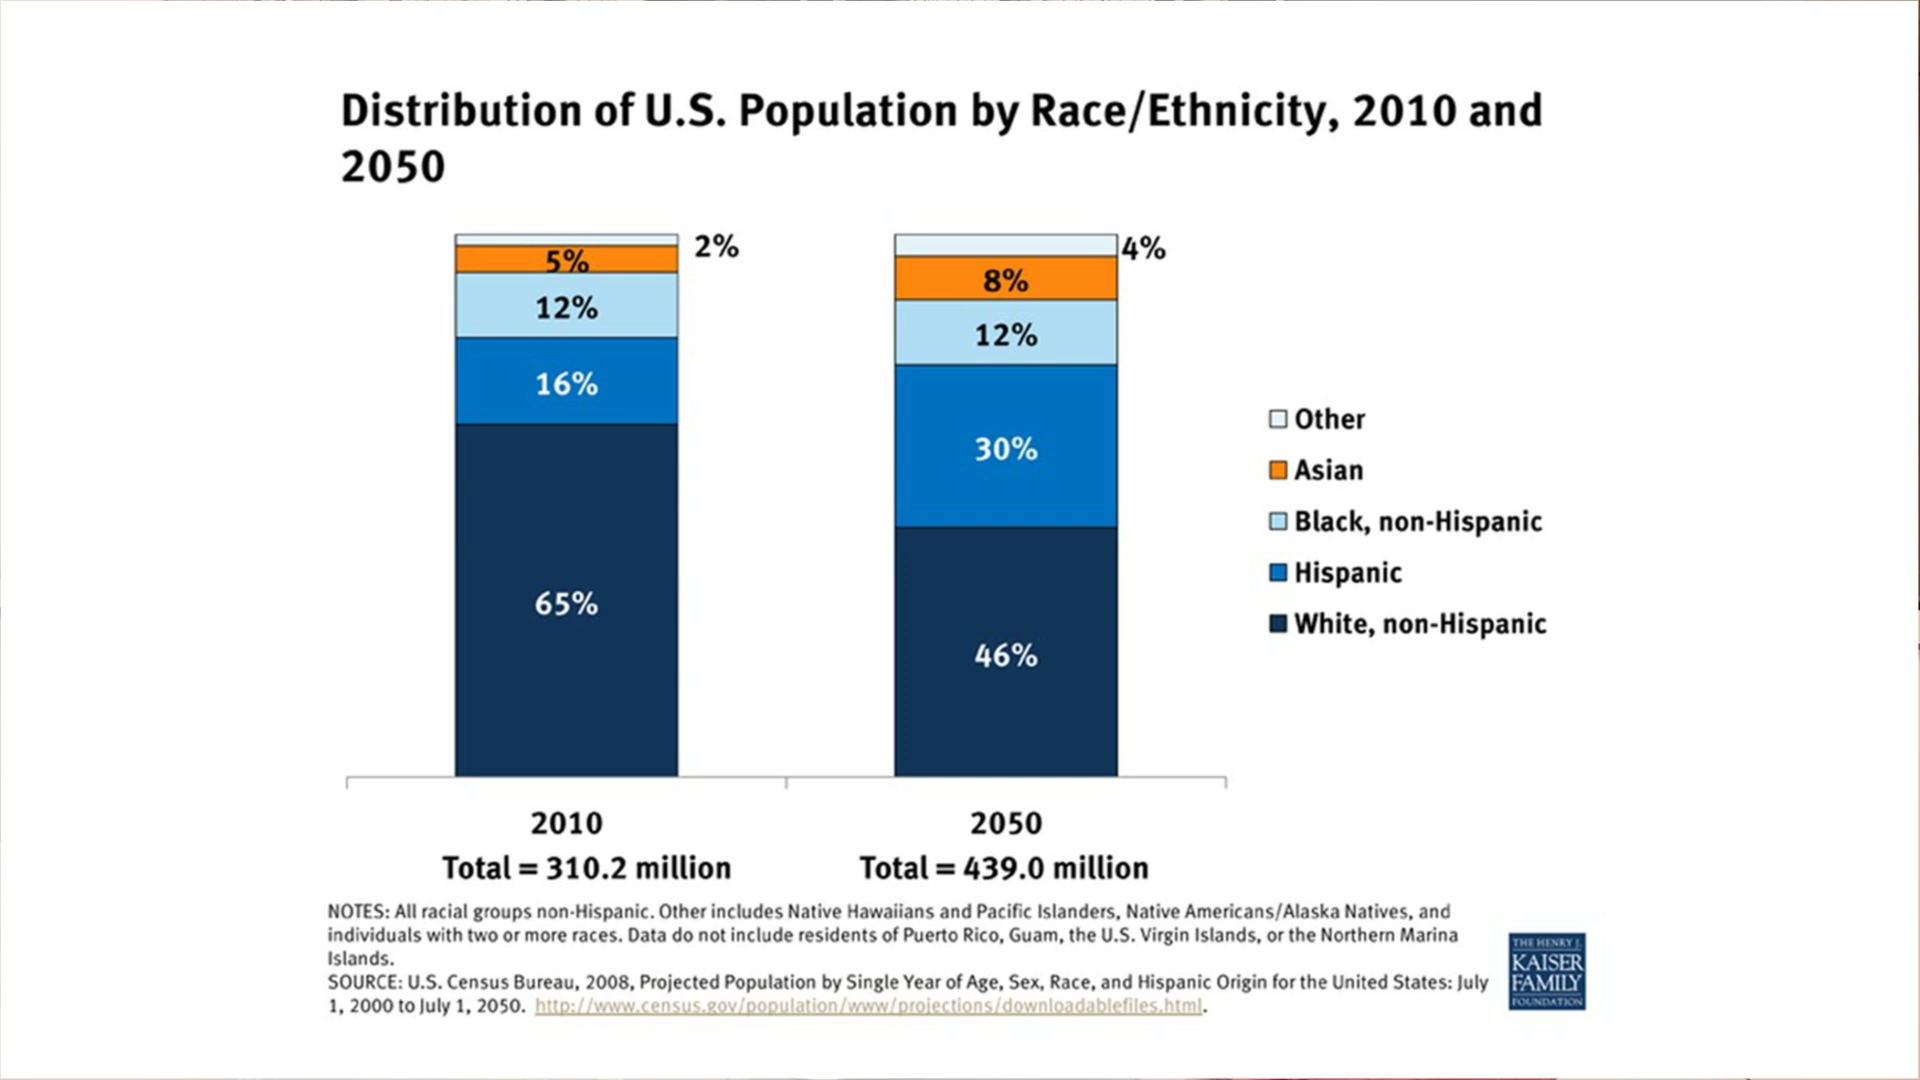 Distribution of U.S. Population by Race/Ethnicity, 2010 and
2050
2%
5%
12%
16%
65%
4%
8%
12%
30%
46%
Other
Asian
Black, non-Hispanic
Hispanic
White, non-Hispanic
2010
Total = 310.2 million
2050
Total = 439.0 million
NOTES: All racial groups non-Hispanic. Other includes Native Hawaiians and Pacific Islanders, Native Americans/Alaska Natives, and
individuals with two or more races. Data do not include residents of Puerto Rico, Guam, the U.S. Virgin Islands, or the Northern Marina
Islands.
SOURCE: U.S. Census Bureau, 2008, Projected Population by Single Year of Age, Sex, Race, and Hispanic Origin for the United States: July
1, 2000 to July 1, 2050. http://www.census.gov/population/www/projections/downloadablefiles.html.
THE HENRY J.
KAISER
FAMILY
FOUNDATION